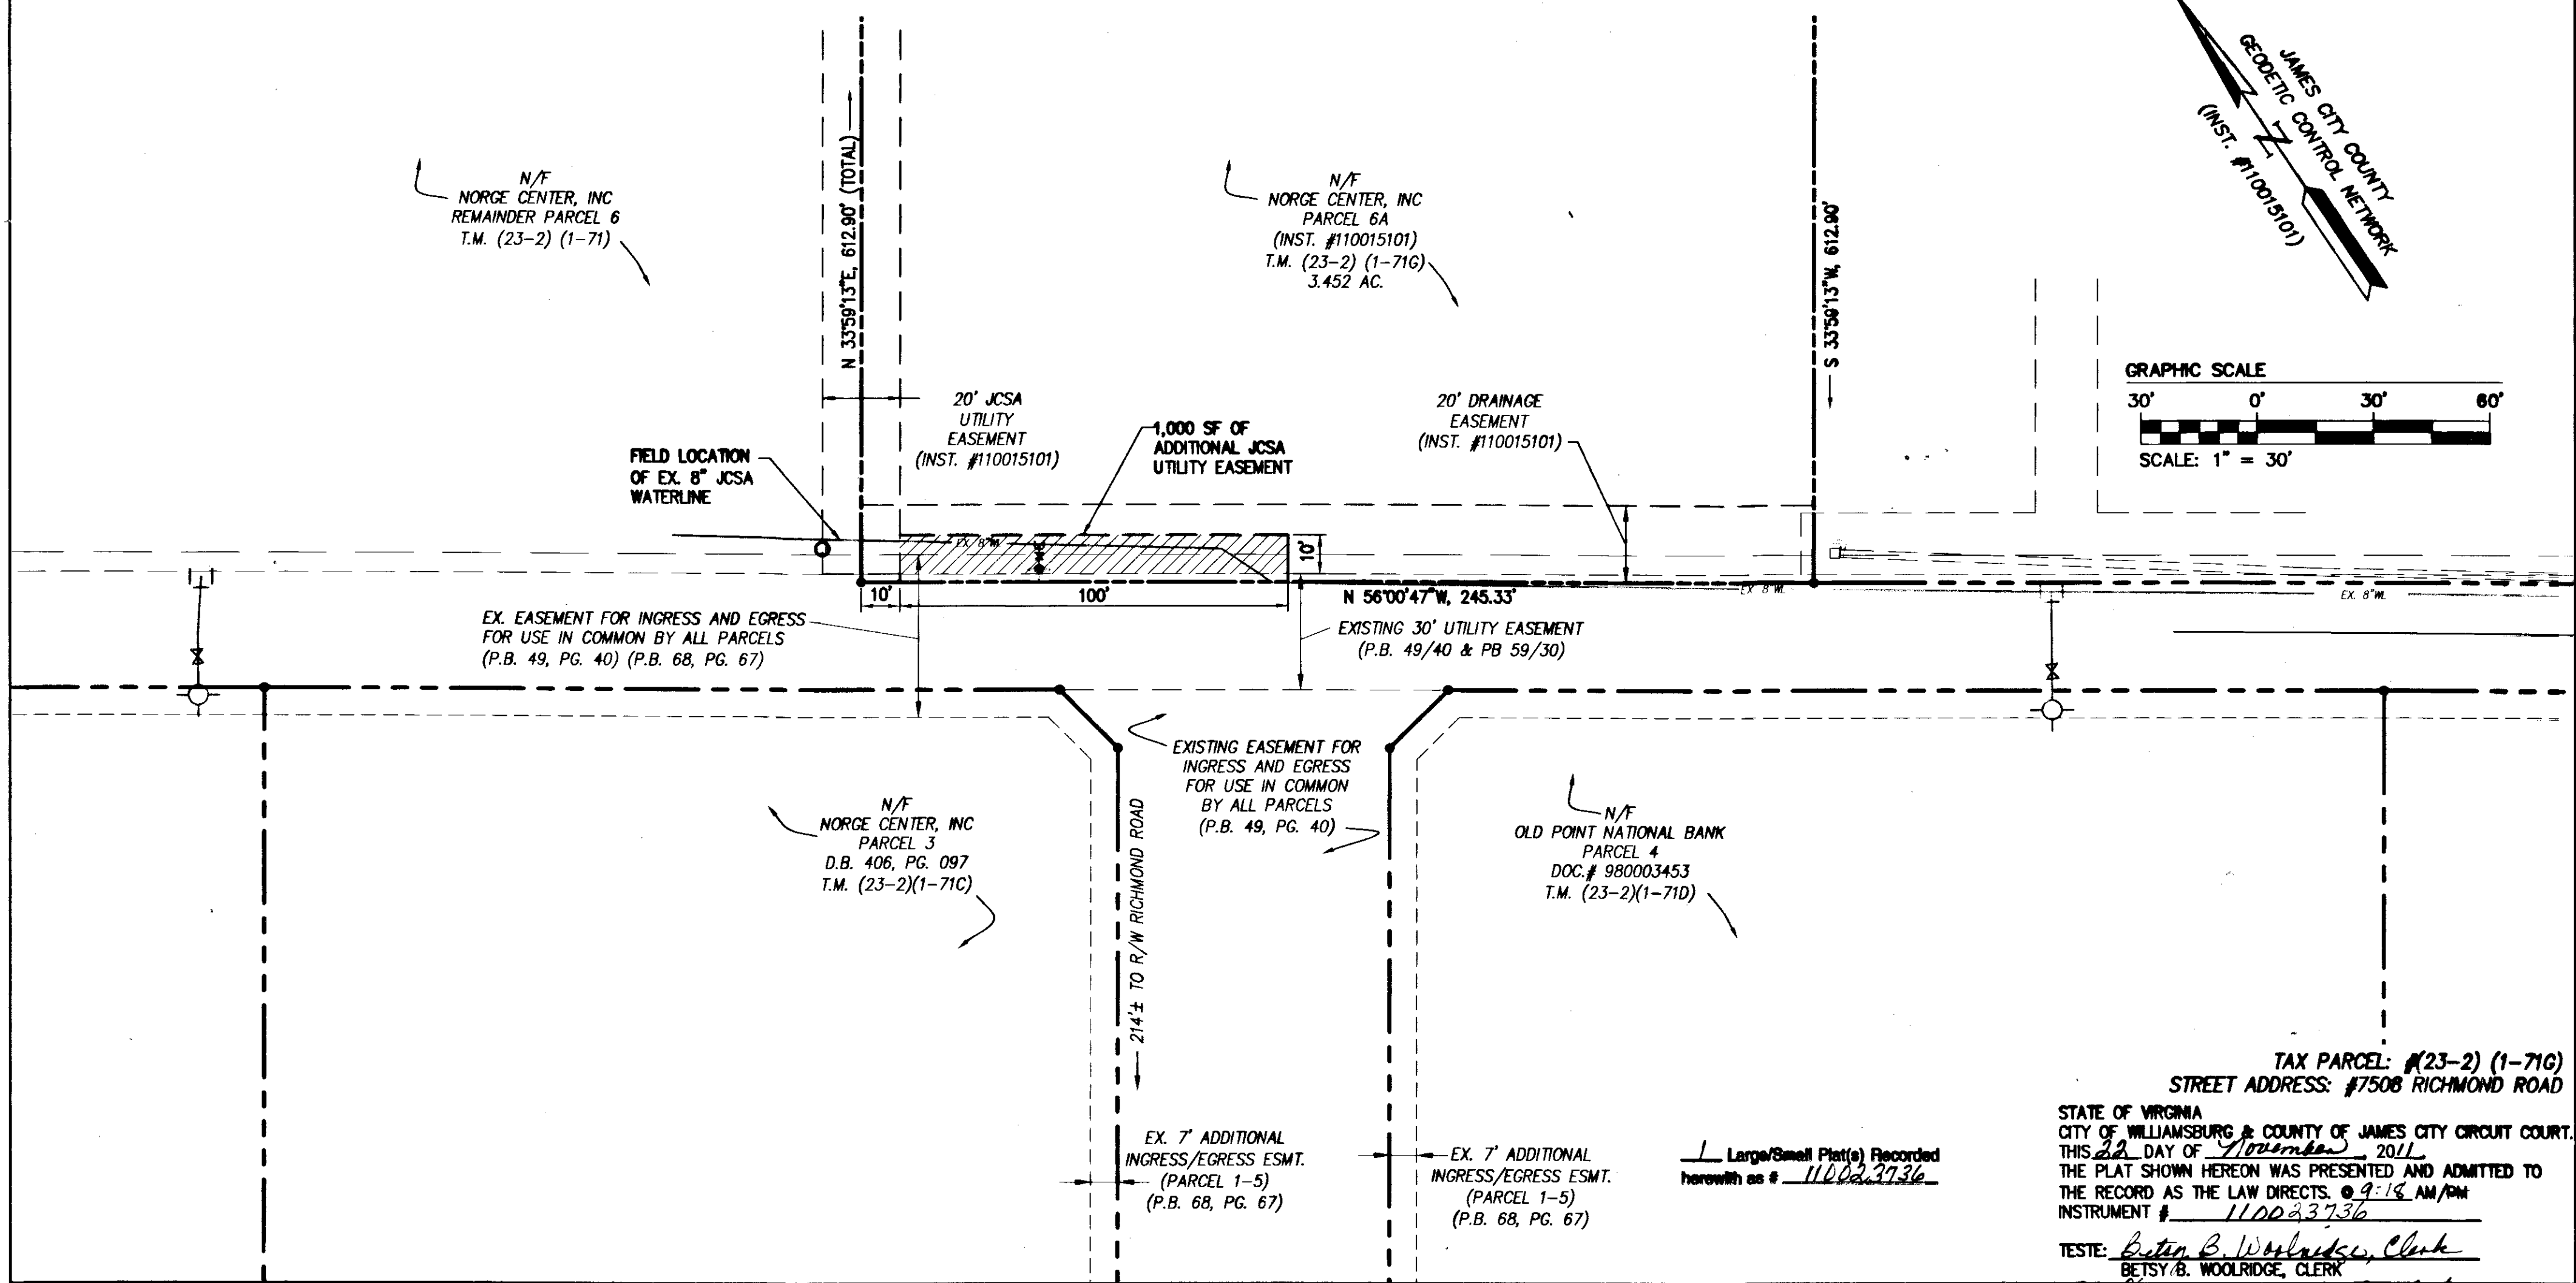 JAMES CITY COUNTY
GEODETIC CONTROL NETWORK
(INST. #110015101)
N
N/F
NORGE CENTER, INC
REMAINDER PARCEL 6
T.M. (23-2) (1-71)
N 33°59'13"E, 612.90' (TOTAL)
N/F
NORGE CENTER, INC
PARCEL 6A
(INST. #110015101)
T.M. (23-2) (1-71G)
3.452 AC.
S 33°59'13"W, 612.90'
GRAPHIC SCALE
30' 0' 30' 60'
SCALE: 1" = 30'
20' JCSA
UTILITY
EASEMENT
(INST. #110015101)
1,000 SF OF
ADDITIONAL JCSA
UTILITY EASEMENT
20' DRAINAGE
EASEMENT
(INST. #110015101)
FIELD LOCATION
OF EX. 8" JCSA
WATERLINE
EX. 8"WL
10'
10'
100'
N 56°00'47"W, 245.33'
EX. 8"WL
EX. 8"WL
EX. EASEMENT FOR INGRESS AND EGRESS
FOR USE IN COMMON BY ALL PARCELS
(P.B. 49, PG. 40) (P.B. 68, PG. 67)
EXISTING 30' UTILITY EASEMENT
(P.B. 49/40 & PB 59/30)
EXISTING EASEMENT FOR
INGRESS AND EGRESS
FOR USE IN COMMON
BY ALL PARCELS
(P.B. 49, PG. 40)
N/F
NORGE CENTER, INC
PARCEL 3
D.B. 406, PG. 097
T.M. (23-2)(1-71C)
214'± TO R/W RICHMOND ROAD
N/F
OLD POINT NATIONAL BANK
PARCEL 4
DOC.# 980003453
T.M. (23-2)(1-71D)
EX. 7' ADDITIONAL
INGRESS/EGRESS ESMT.
(PARCEL 1-5)
(P.B. 68, PG. 67)
EX. 7' ADDITIONAL
INGRESS/EGRESS ESMT.
(PARCEL 1-5)
(P.B. 68, PG. 67)
1 Large/Small Plat(s) Recorded
herewith as # 110023736
TAX PARCEL: #(23-2) (1-71G)
STREET ADDRESS: #7508 RICHMOND ROAD
STATE OF VIRGINIA
CITY OF WILLIAMSBURG & COUNTY OF JAMES CITY CIRCUIT COURT.
THIS 22 DAY OF November, 2011.
THE PLAT SHOWN HEREON WAS PRESENTED AND ADMITTED TO
THE RECORD AS THE LAW DIRECTS. @ 9:18 AM/PM
INSTRUMENT # 110023736
TESTE: Betsy B. Woolridge, Clerk
BETSY B. WOOLRIDGE, CLERK